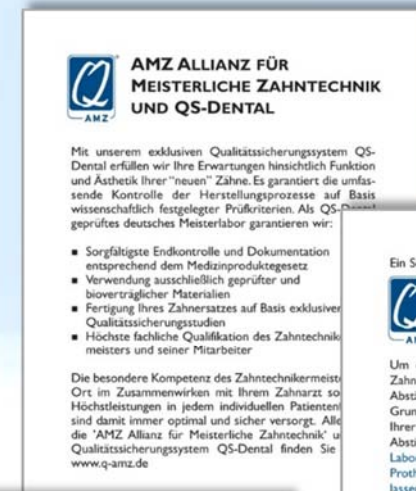 AMZ ALLIANZ FÜR
MEISTERLICHE ZAHNTECHNIK
UND QS-DENTAL
AMZ
Mit unserem exklusiven Qualitätssicherungssystem QS-
Dental erfüllen wir Ihre Erwartungen hinsichtlich Funktion
und Ästhetik Ihrer "neuen" Zähne. Es garantiert die umfas-
sende Kontrolle der Herstellungsprozesse auf Basis
wissenschaftlich festgelegter Prüfkriterien. Als QS-Dental
geprüftes deutsches Meisterlabor garantieren wir:
▪ Sorgfältigste Endkontrolle und Dokumentation
entsprechend dem Medizinproduktegesetz
▪ Verwendung ausschließlich geprüfter und
bioverträglicher Materialien
▪ Fertigung Ihres Zahnersatzes auf Basis exklusiver
Qualitätssicherungsstudien
▪ Höchste fachliche Qualifikation des Zahntechnik
meisters und seiner Mitarbeiter
Die besondere Kompetenz des Zahntechnikermeist
Ort im Zusammenwirken mit Ihrem Zahnarzt so
Höchstleistungen in jedem individuellen Patienten
sind damit immer optimal und sicher versorgt. Alle
die 'AMZ Allianz für Meisterliche Zahntechnik' u
Qualitätssicherungssystem QS-Dental finden Sie
www.q-amz.de
Ein S
Um
Zahn
Abstä
Grun
Ihrer
Abstä
Labo
Proth
lassen